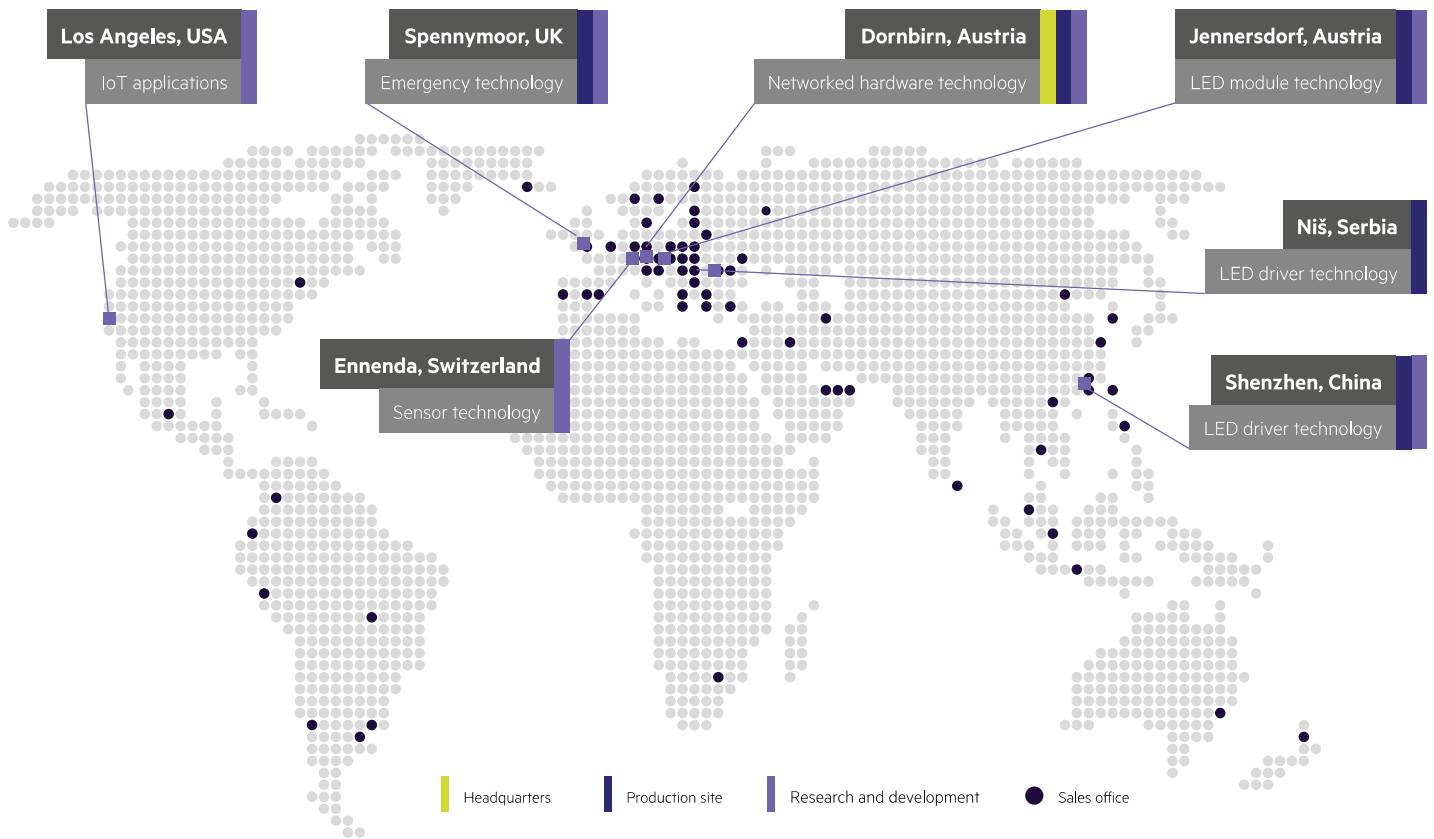 Los Angeles, USA
IoT applications
Spennymoor, UK
Emergency technology
Dornbirn, Austria
Networked hardware technology
Jennersdorf, Austria
LED module technology
Niš, Serbia
LED driver technology
Ennenda, Switzerland
Sensor technology
Shenzhen, China
LED driver technology
Headquarters
Production site
Research and development
Sales office